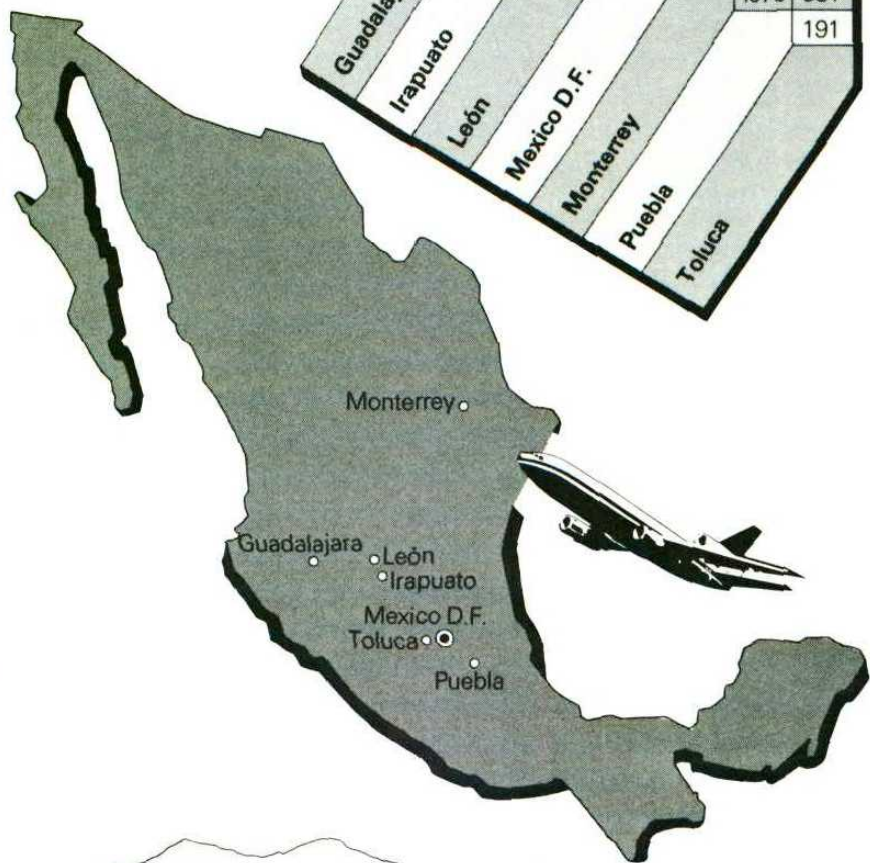 191
Guadalaj
Irapuato
León
Mexico D.F.
Monterrey
Puebla
Toluca
Monterrey
Guadalajara
León
Irapuato
Mexico D.F.
Toluca
Puebla